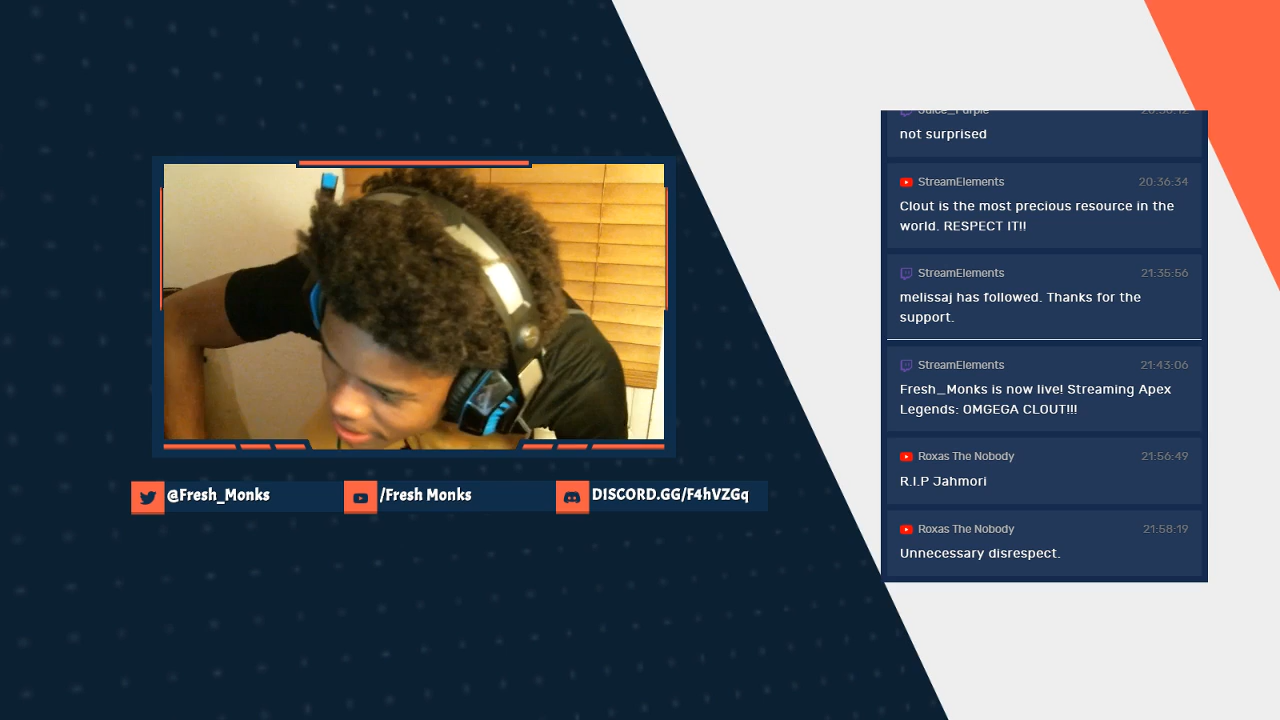 not surprised
StreamElements 20:36:34
Clout is the most precious resource in the
world. RESPECT IT!!
StreamElements 21:35:56
melissaj has followed. Thanks for the
support.
StreamElements 21:43:06
Fresh_Monks is now live! Streaming Apex
Legends: OMGEGA CLOUT!!!
Roxas The Nobody 21:56:49
R.I.P Jahmori
Roxas The Nobody 21:58:19
Unnecessary disrespect.
@Fresh_Monks
/Fresh Monks
DISCORD.GG/F4hVZGq